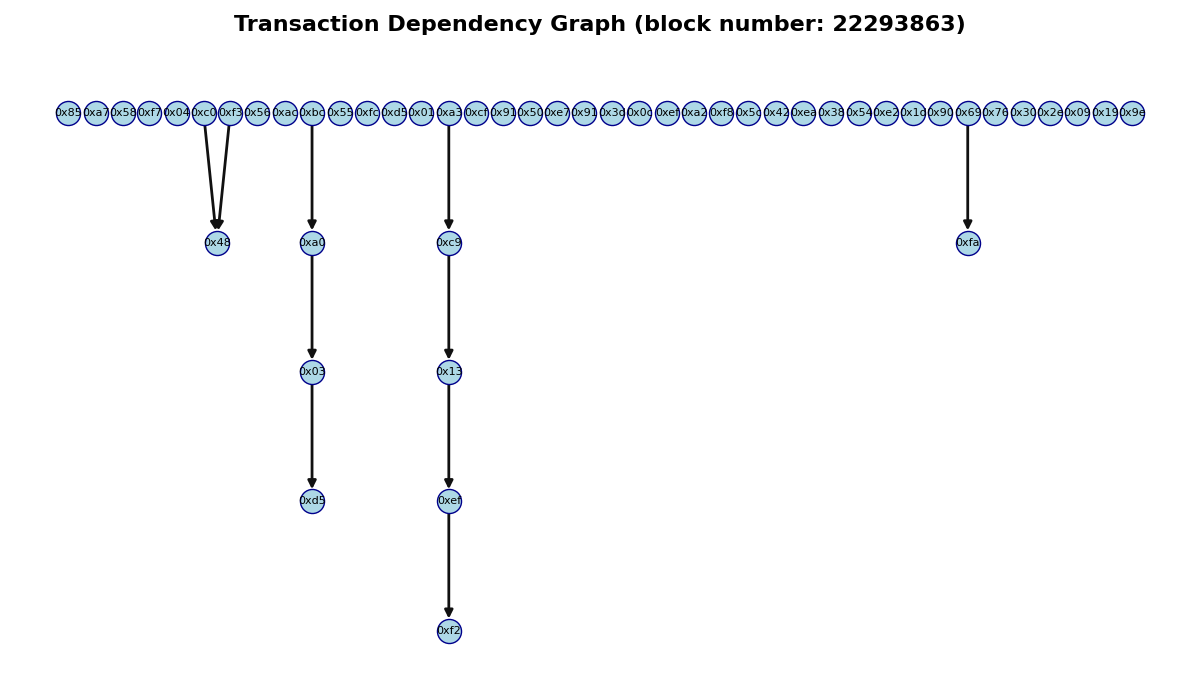 Transaction Dependency Graph (block number: 22293863)
0x85 0xa7 0x58 0xf7 0x04 0xc0 0xf3 0x56 0xac 0xbc 0x55 0xfc 0xd5 0x01 0xa3 0xcf 0x91 0x50 0xe7 0x91 0x3d 0x0c 0xef 0xa2 0xf8 0x5c 0x42 0xea 0x38 0x54 0xe2 0x1d 0x90 0x69 0x76 0x30 0x2e 0x09 0x19 0x9e
0x48 0xa0 0xc9 0xfa
0x03 0x13
0xd5 0xef
0xf2